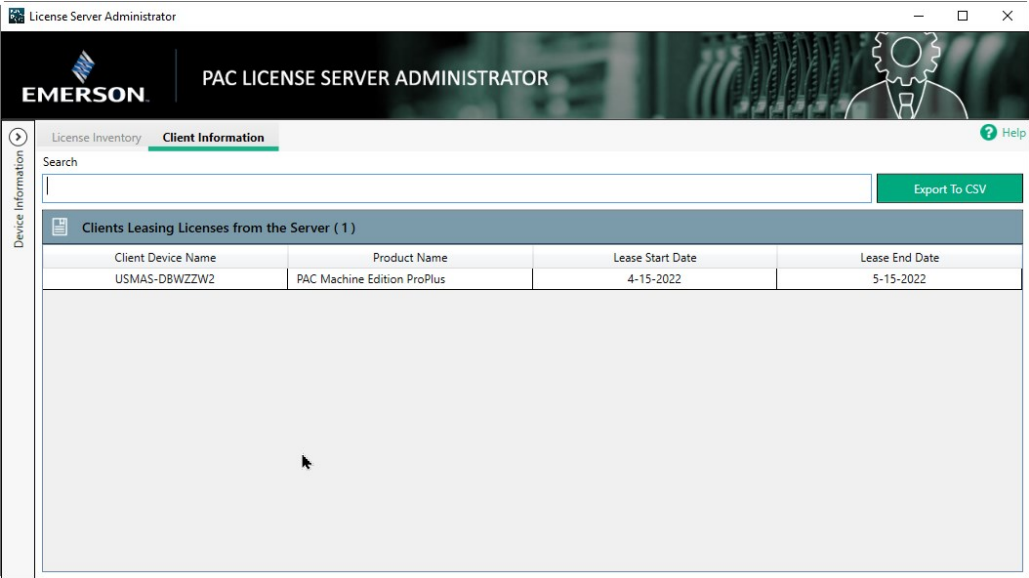 License Server Administrator
EMERSON.
PAC LICENSE SERVER ADMINISTRATOR
Device Information
License Inventory Client Information
Help
Search
Export To CSV
Clients Leasing Licenses from the Server ( 1 )
Client Device Name Product Name Lease Start Date Lease End Date
USMAS-DBWZZW2 PAC Machine Edition ProPlus 4-15-2022 5-15-2022